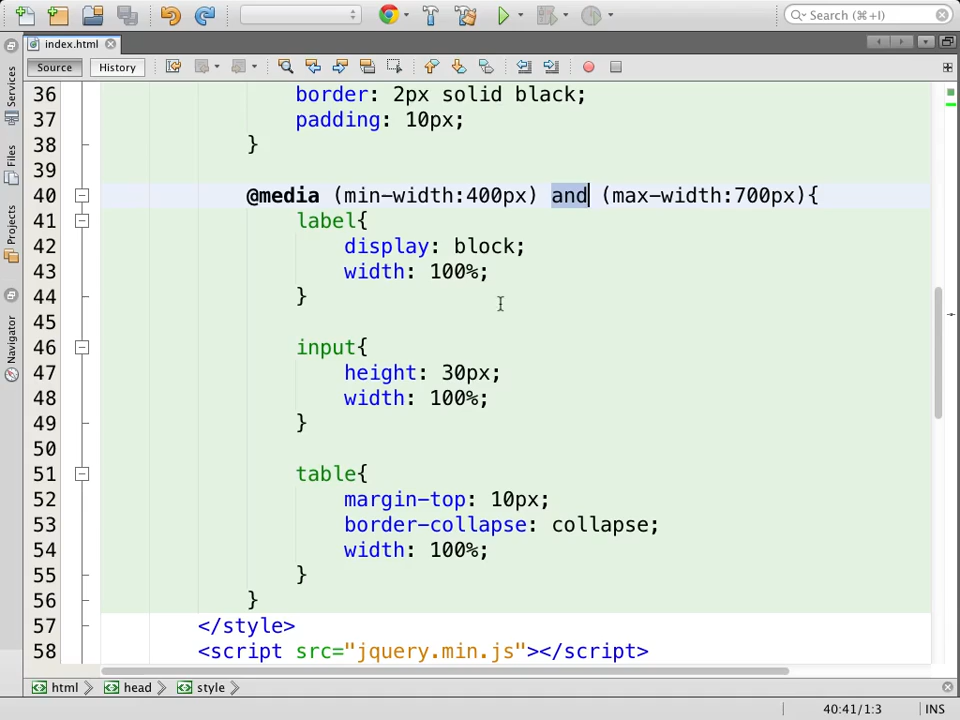 Search (⌘+I)
index.html
Source History
Services
Files
Projects
Navigator
36 border: 2px solid black;
37 padding: 10px;
38 }
39
40 @media (min-width:400px) and (max-width:700px){
41 label{
42 display: block;
43 width: 100%;
44 }
45
46 input{
47 height: 30px;
48 width: 100%;
49 }
50
51 table{
52 margin-top: 10px;
53 border-collapse: collapse;
54 width: 100%;
55 }
56 }
57 </style>
58 <script src="jquery.min.js"></script>
html head style
40:41/1:3 INS